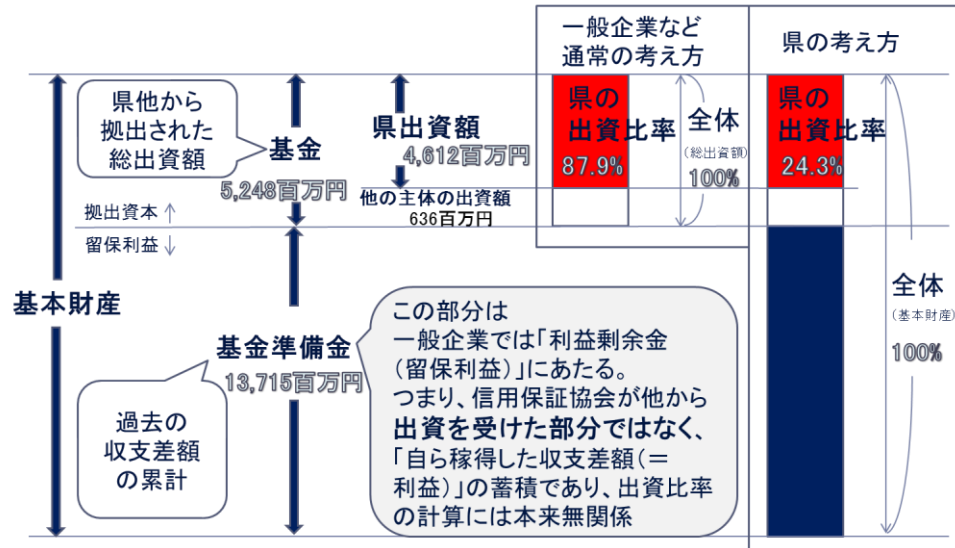 一般企業など
通常の考え方
県の考え方
県他から
拠出された
総出資額
基金
5,248百万円
県出資額
4,612百万円
他の主体の出資額
636百万円
県の
出資比率
87.9%
全体
(総出資額)
100%
県の
出資比率
24.3%
拠出資本↑
留保利益↓
基本財産
基金準備金
13,715百万円
過去の
収支差額
の累計
この部分は
一般企業では「利益剰余金
(留保利益)」にあたる。
つまり、信用保証協会が他から
出資を受けた部分ではなく、
「自ら稼得した収支差額(=
利益)」の蓄積であり、出資比率
の計算には本来無関係
全体
(基本財産)
100%